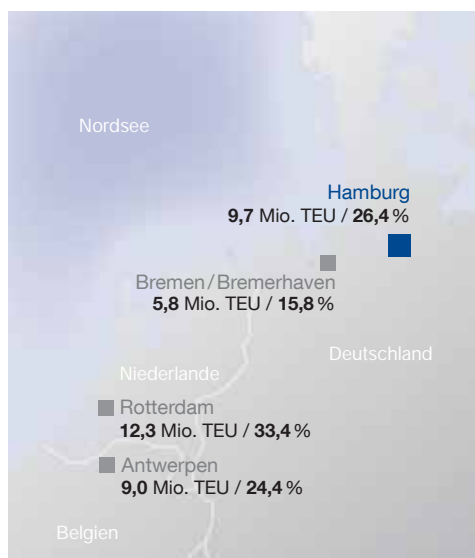 Nordsee
Hamburg
9,7 Mio. TEU / 26,4 %
Bremen / Bremerhaven
5,8 Mio. TEU / 15,8 %
Deutschland
Niederlande
Rotterdam
12,3 Mio. TEU / 33,4 %
Antwerpen
9,0 Mio. TEU / 24,4 %
Belgien